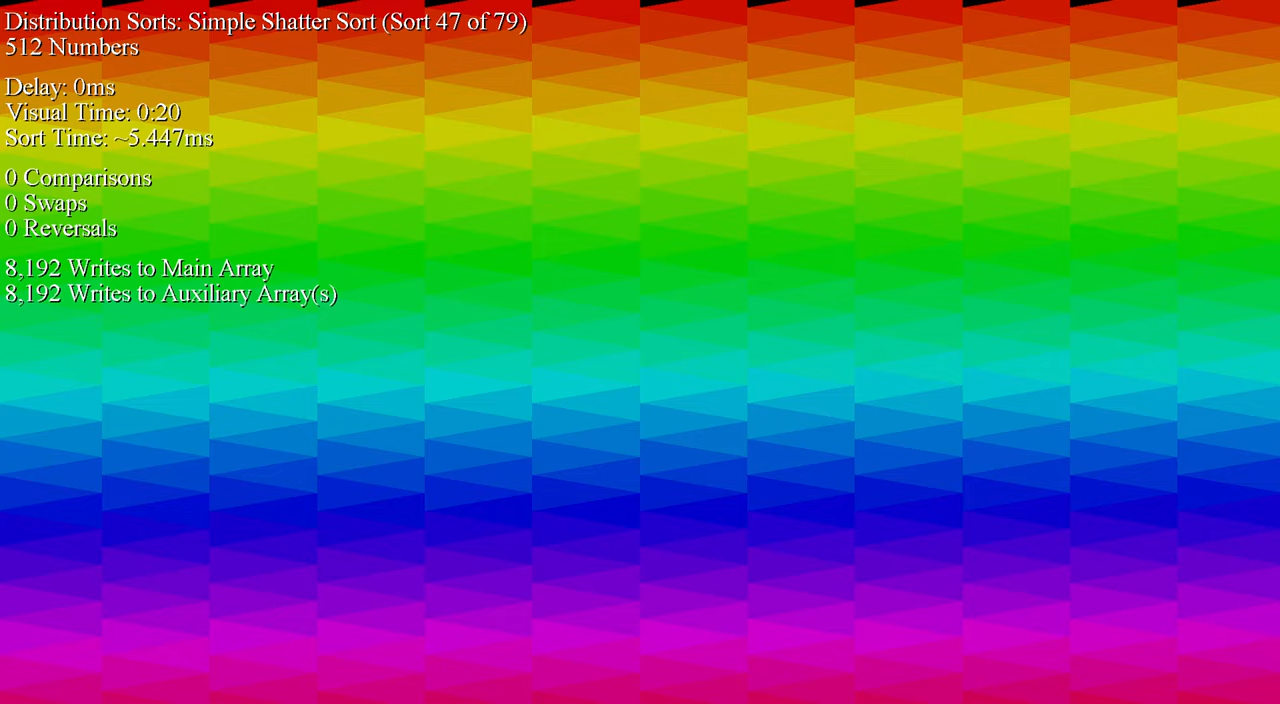 Distribution Sorts: Simple Shatter Sort (Sort 47 of 79)
512 Numbers
Delay: 0ms
Visual Time: 0:20
Sort Time: ~5.447ms
0 Comparisons
0 Swaps
0 Reversals
8,192 Writes to Main Array
8,192 Writes to Auxiliary Array(s)